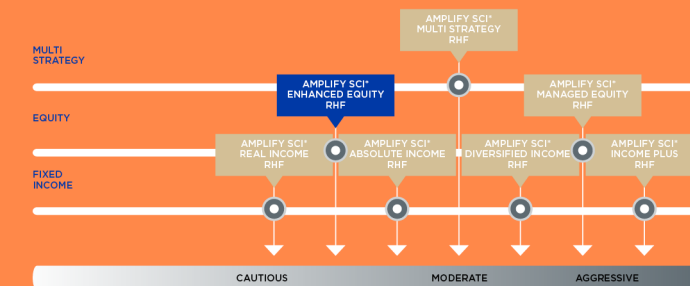 AMPLIFY SCI*
MULTI STRATEGY
RHF
MULTI
STRATEGY
AMPLIFY SCI*
ENHANCED EQUITY
RHF
AMPLIFY SCI*
MANAGED EQUITY
RHF
EQUITY
AMPLIFY SCI*
REAL INCOME
RHF
AMPLIFY SCI*
ABSOLUTE INCOME
RHF
AMPLIFY SCI*
DIVERSIFIED INCOME
RHF
AMPLIFY SCI*
INCOME PLUS
RHF
FIXED
INCOME
CAUTIOUS
MODERATE
AGGRESSIVE